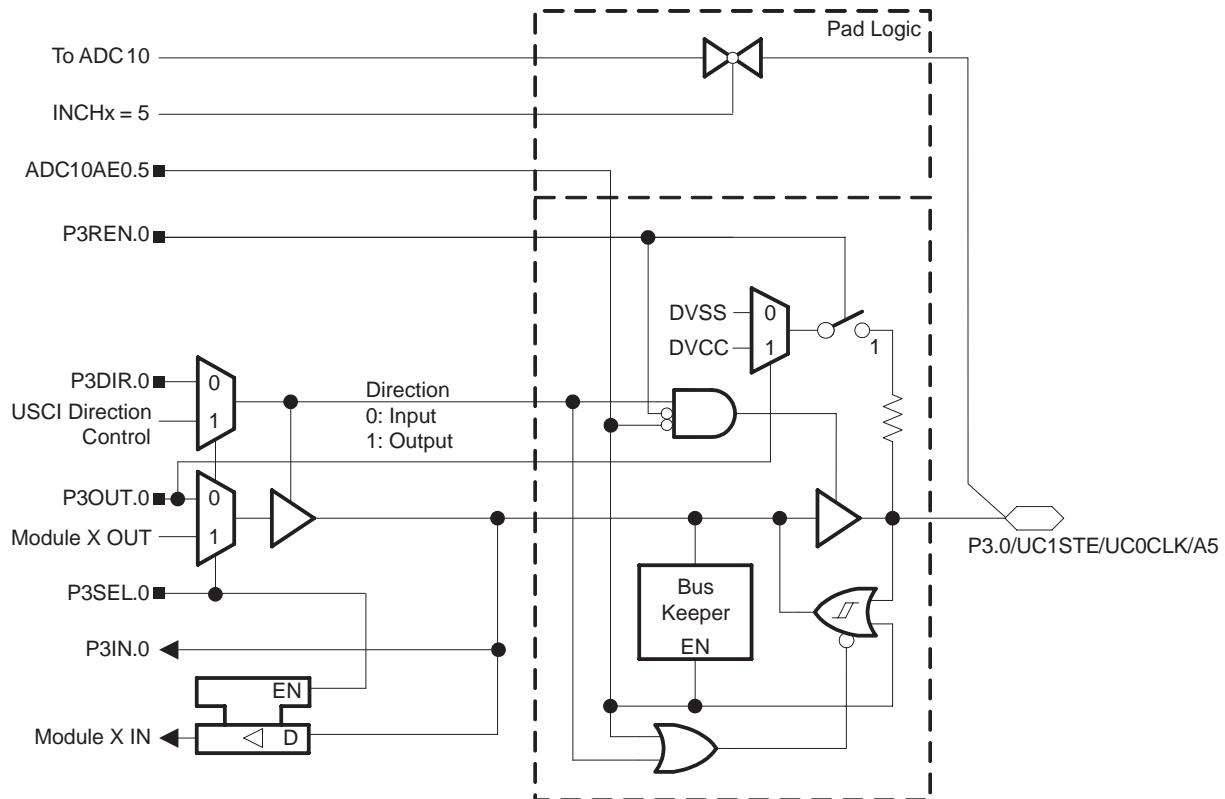 Pad Logic
To ADC10
INCHx = 5
ADC10AE0.5
P3REN.0
DVSS
0
DVCC
1
1
P3DIR.0
0
USCI Direction
Control
1
Direction
0: Input
1: Output
P3OUT.0
0
Module X OUT
1
P3.0/UC1STE/UC0CLK/A5
P3SEL.0
Bus
Keeper
EN
P3IN.0
EN
Module X IN
D